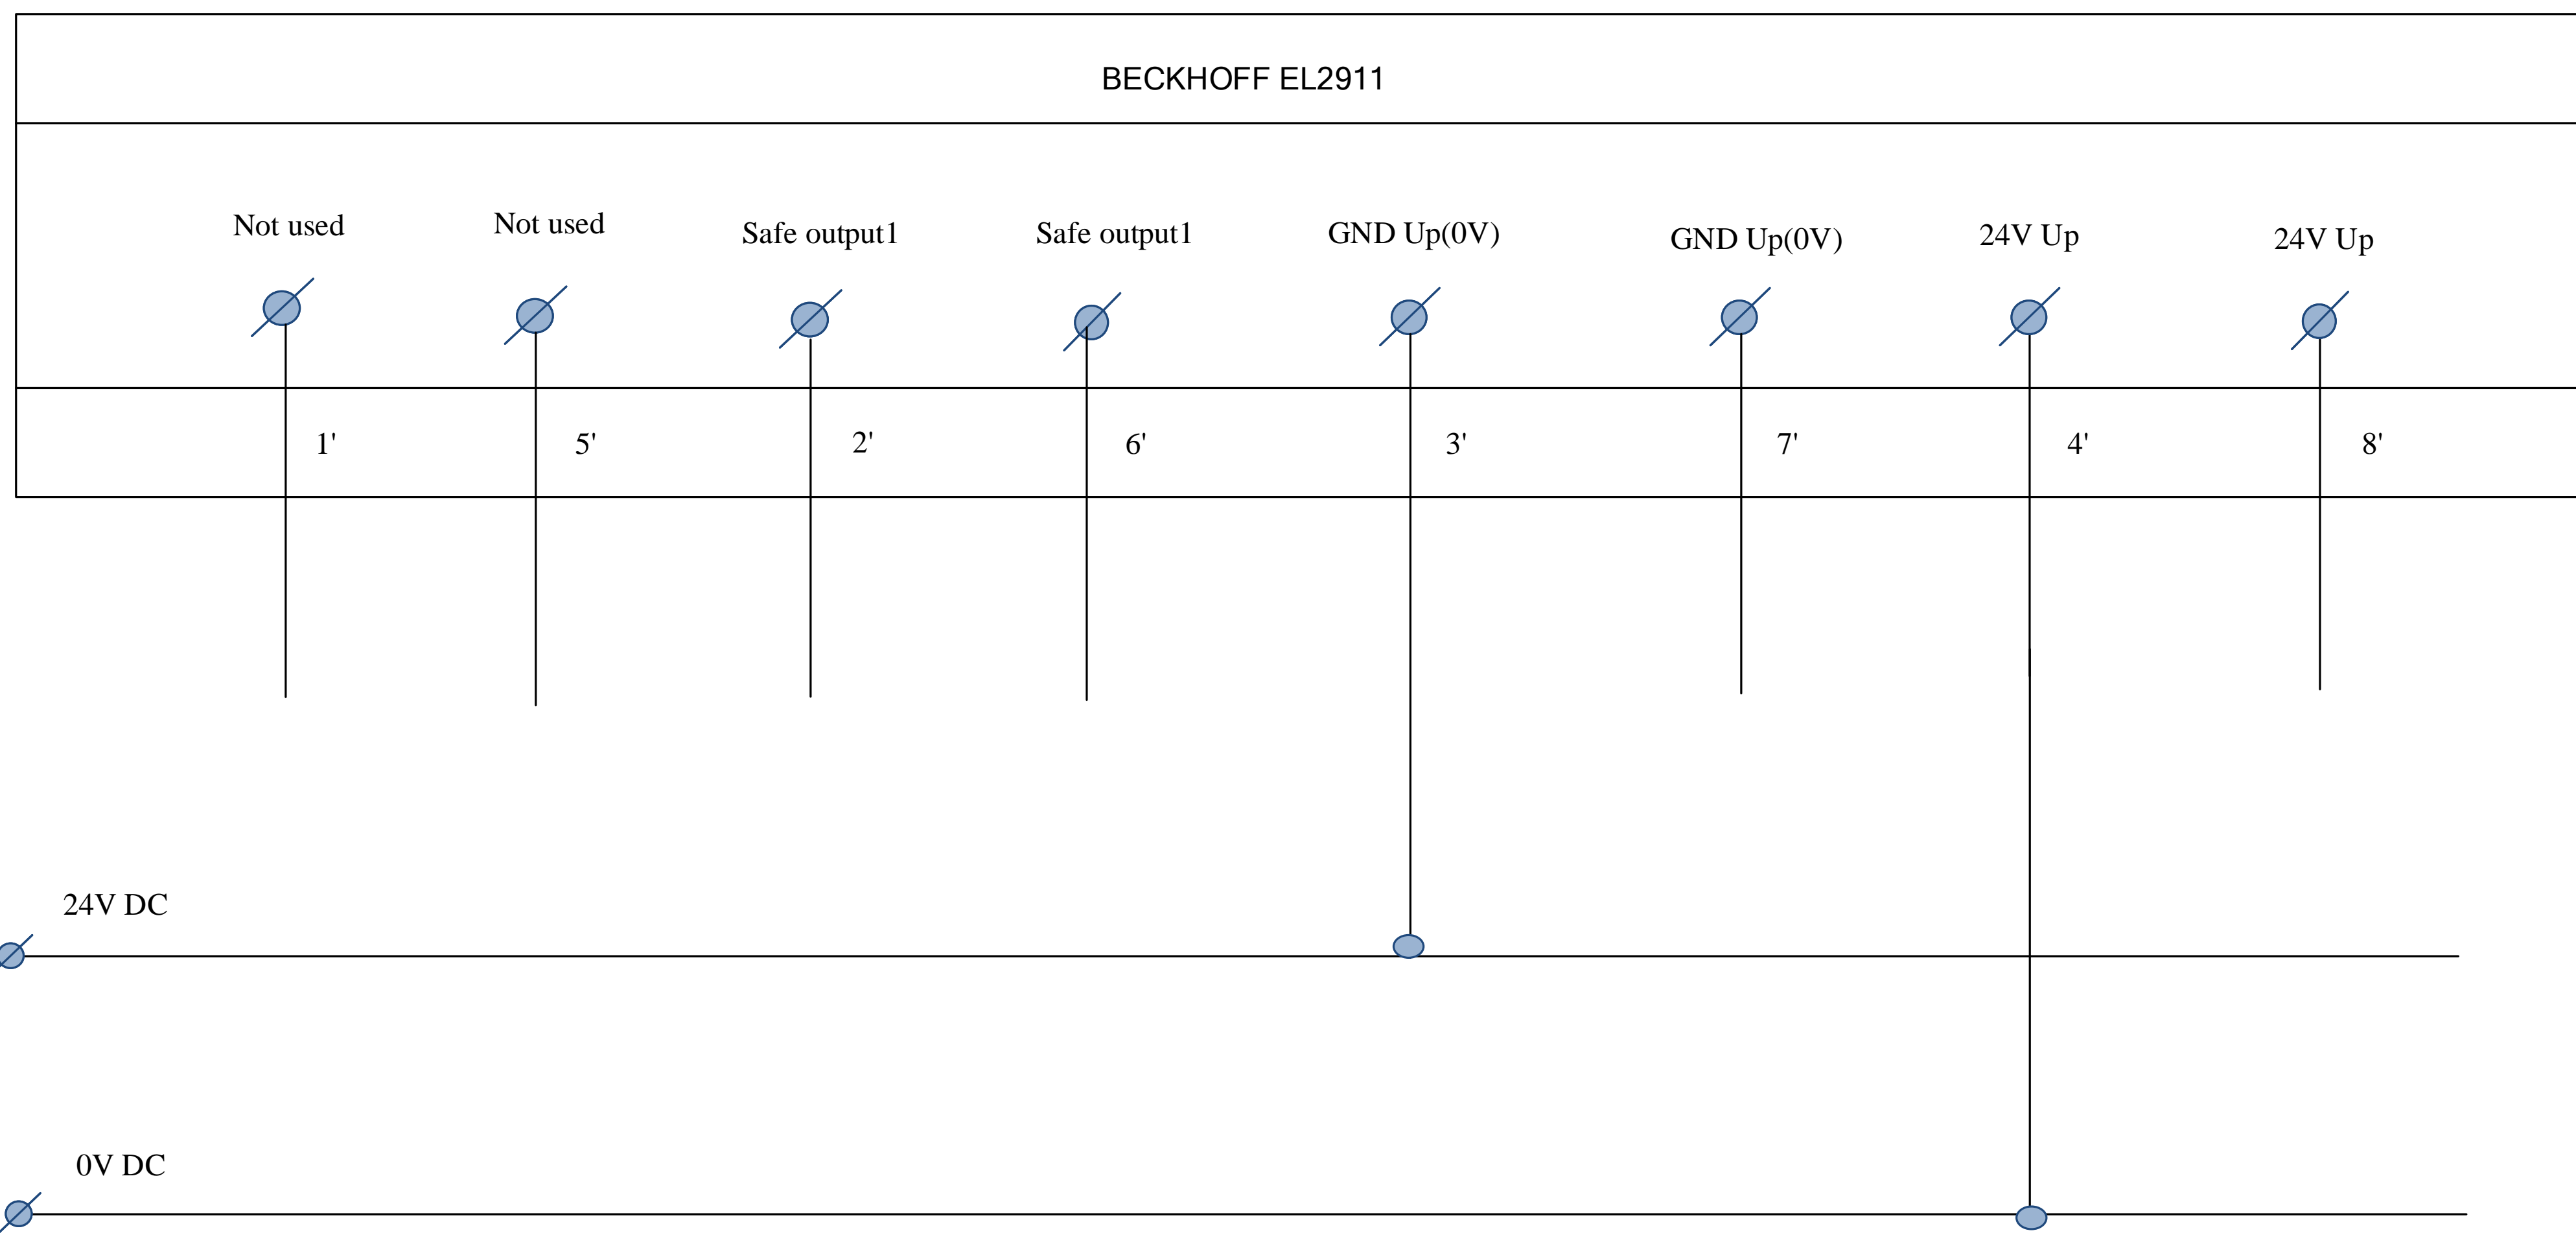 BECKHOFF EL2911
Not used
Not used
Safe output1
Safe output1
GND Up(0V)
GND Up(0V)
24V Up
24V Up
1'
5'
2'
6'
3'
7'
4'
8'
24V DC
0V DC